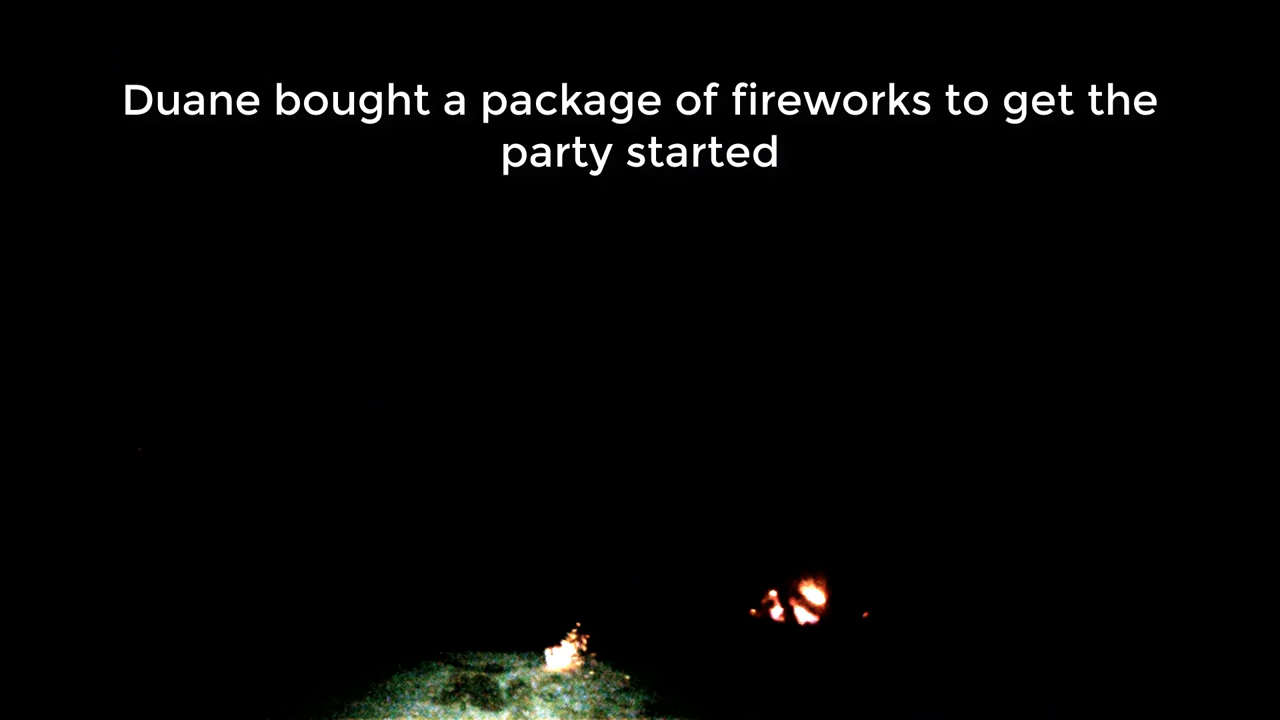 Duane bought a package of fireworks to get the
party started